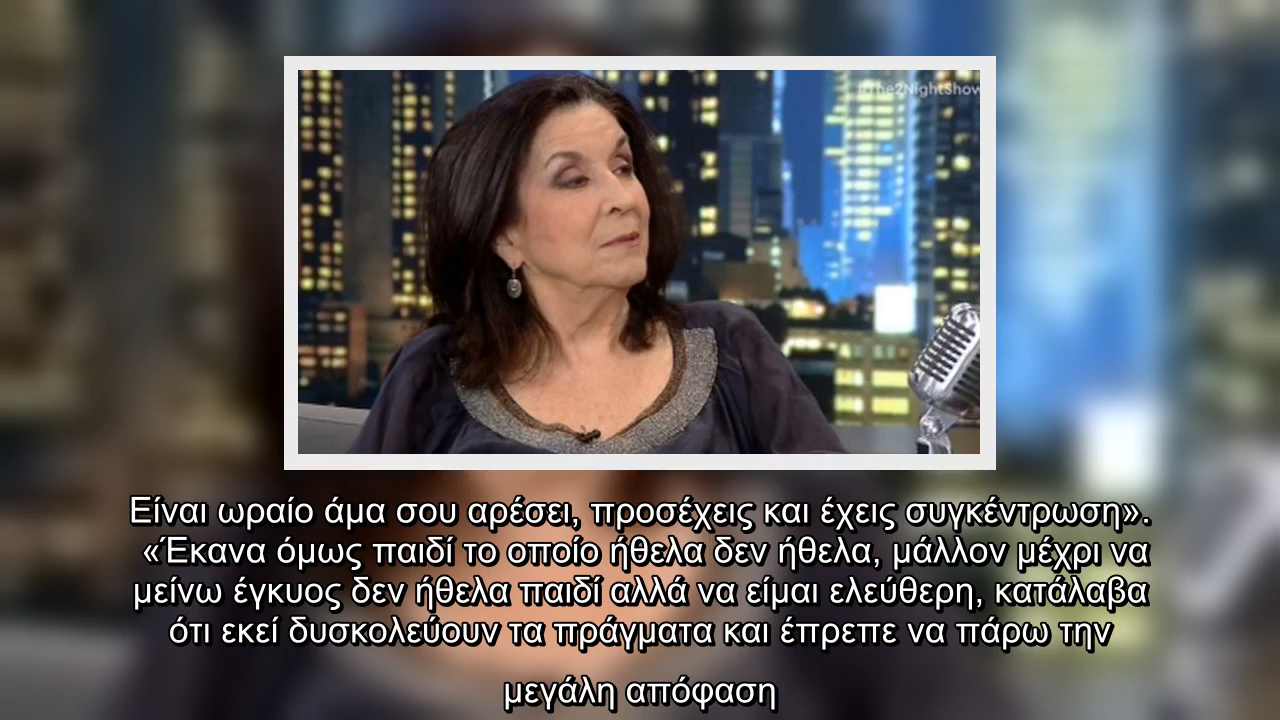 #The2NightShow
Είναι ωραίο άμα σου αρέσει, προσέχεις και έχεις συγκέντρωση».
«Έκανα όμως παιδί το οποίο ήθελα δεν ήθελα, μάλλον μέχρι να
μείνω έγκυος δεν ήθελα παιδί αλλά να είμαι ελεύθερη, κατάλαβα
ότι εκεί δυσκολεύουν τα πράγματα και έπρεπε να πάρω την
μεγάλη απόφαση